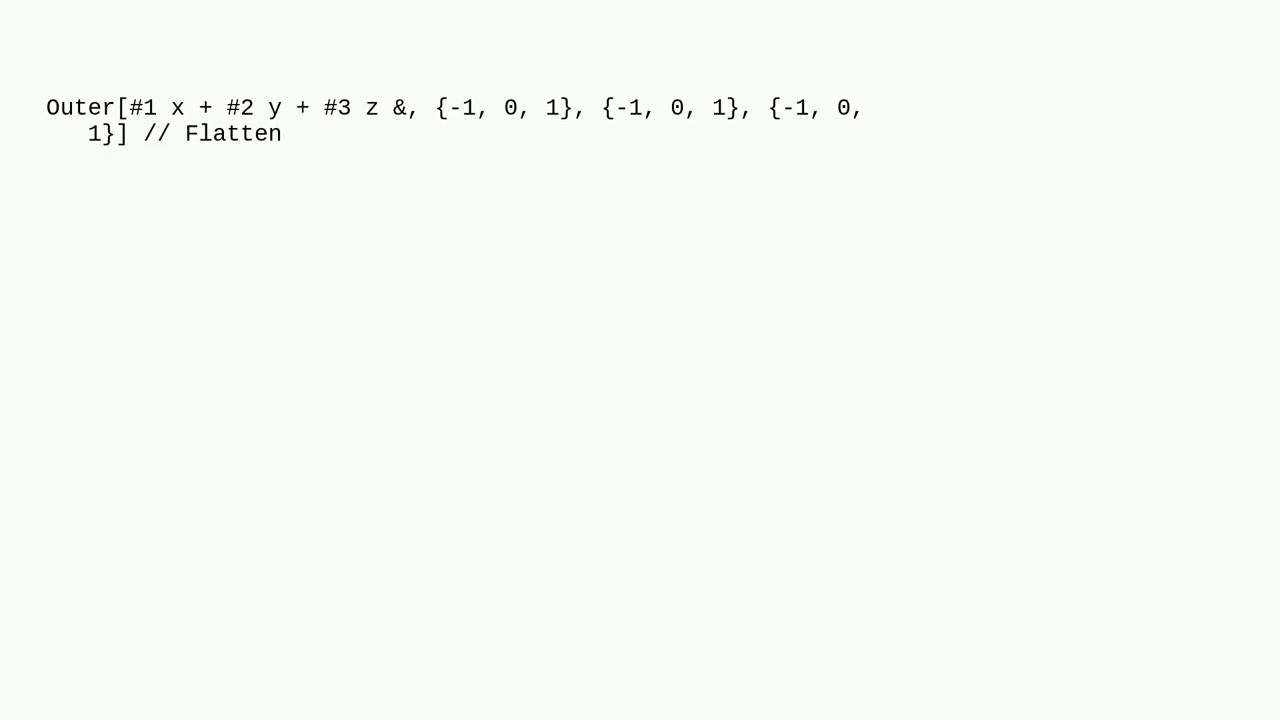 Outer[#1 x + #2 y + #3 z &, {-1, 0, 1}, {-1, 0, 1}, {-1, 0,
1}] // Flatten